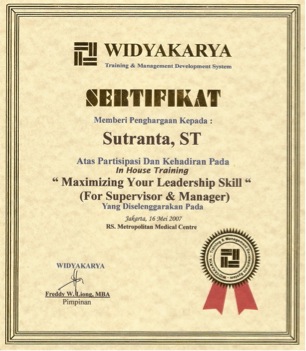 WIDYAKARYA
Training & Management Development System
SERTIFIKAT
Memberi Penghargaan Kepada :
Sutranta, ST
Atas Partisipasi Dan Kehadiran Pada
In House Training
“ Maximizing Your Leadership Skill “
(For Supervisor & Manager)
Yang Diselenggarakan Pada
Jakarta, 16 Mei 2007
RS. Metropolitan Medical Centre
WIDYAKARYA
Freddy W. Liong, MBA
Pimpinan